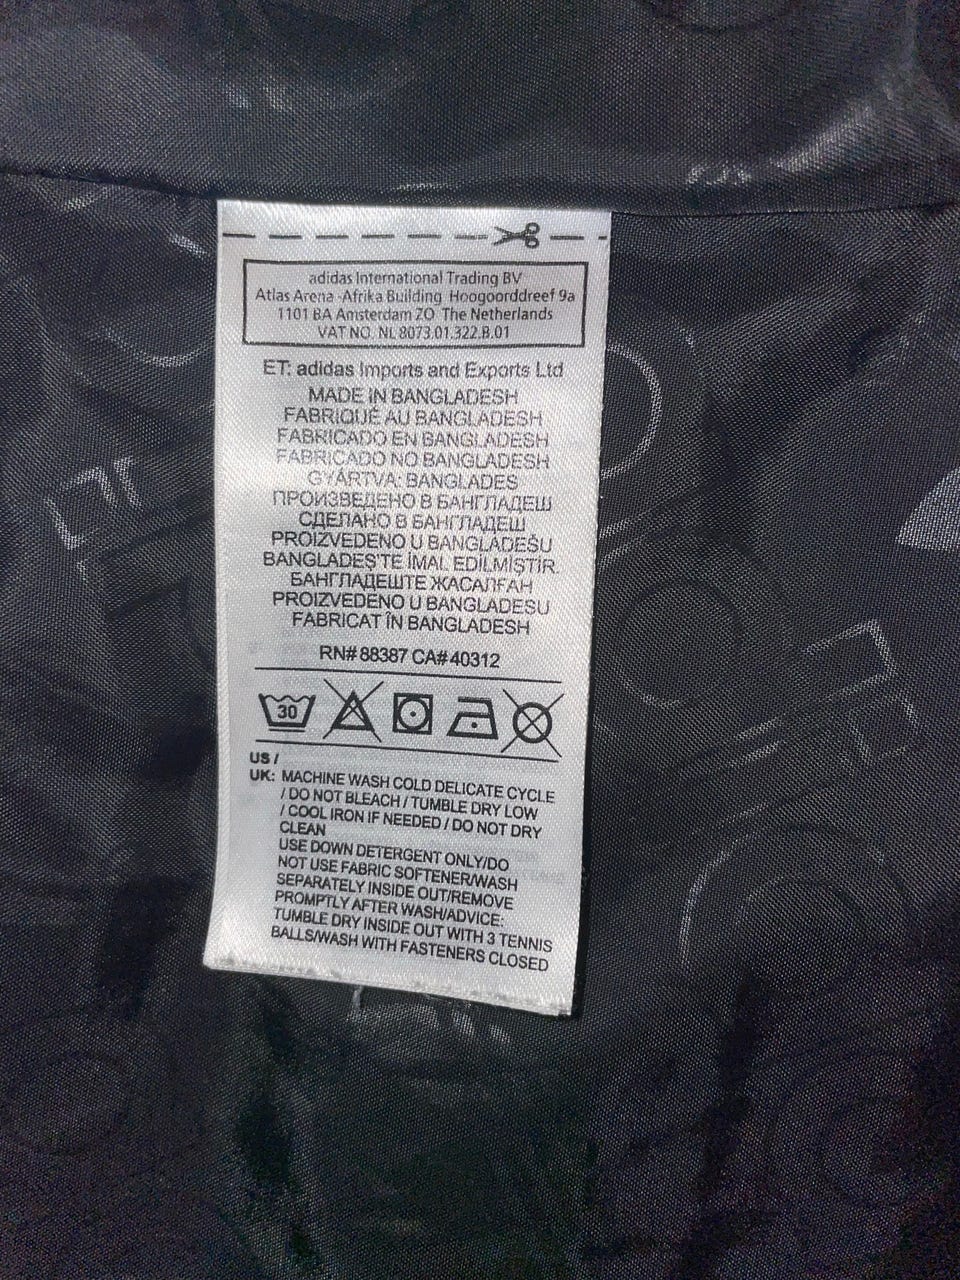 adidas International Trading BV
Atlas Arena -Afrika Building Hoogoorddreef 9a
1101 BA Amsterdam ZO The Netherlands
VAT NO. NL 8073.01.322.B.01
ET: adidas Imports and Exports Ltd
MADE IN BANGLADESH
FABRIQUÉ AU BANGLADESH
FABRICADO EN BANGLADESH
FABRICADO NO BANGLADESH
GYÁRTVA: BANGLADES
ПРОИЗВЕДЕНО В БАНГЛАДЕШ
СДЕЛАНО В БАНГЛАДЕШ
PROIZVEDENO U BANGLADEŠU
BANGLADEŞ'TE İMAL EDİLMİŞTİR.
БАНГЛАДЕШТЕ ЖАСАЛҒАН
PROIZVEDENO U BANGLADESU
FABRICAT ÎN BANGLADESH
RN# 88387 CA# 40312
30
US /
UK: MACHINE WASH COLD DELICATE CYCLE
/ DO NOT BLEACH / TUMBLE DRY LOW
/ COOL IRON IF NEEDED / DO NOT DRY
CLEAN
USE DOWN DETERGENT ONLY/DO
NOT USE FABRIC SOFTENER/WASH
SEPARATELY INSIDE OUT/REMOVE
PROMPTLY AFTER WASH/ADVICE:
TUMBLE DRY INSIDE OUT WITH 3 TENNIS
BALLS/WASH WITH FASTENERS CLOSED